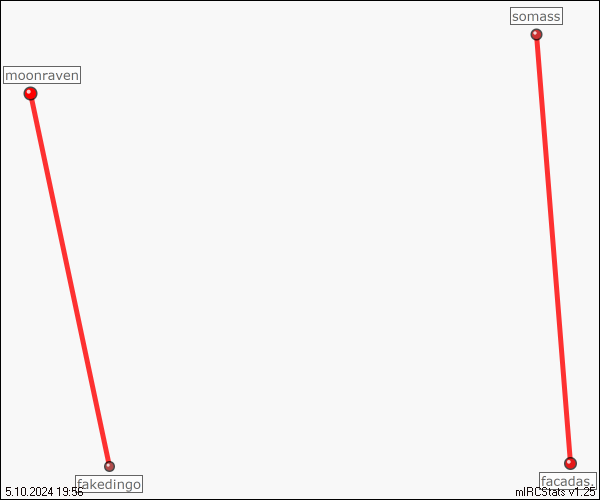 somass
moonraven
fakedingo
facadas.
5.10.2024 19:56
mIRCStats v1.25